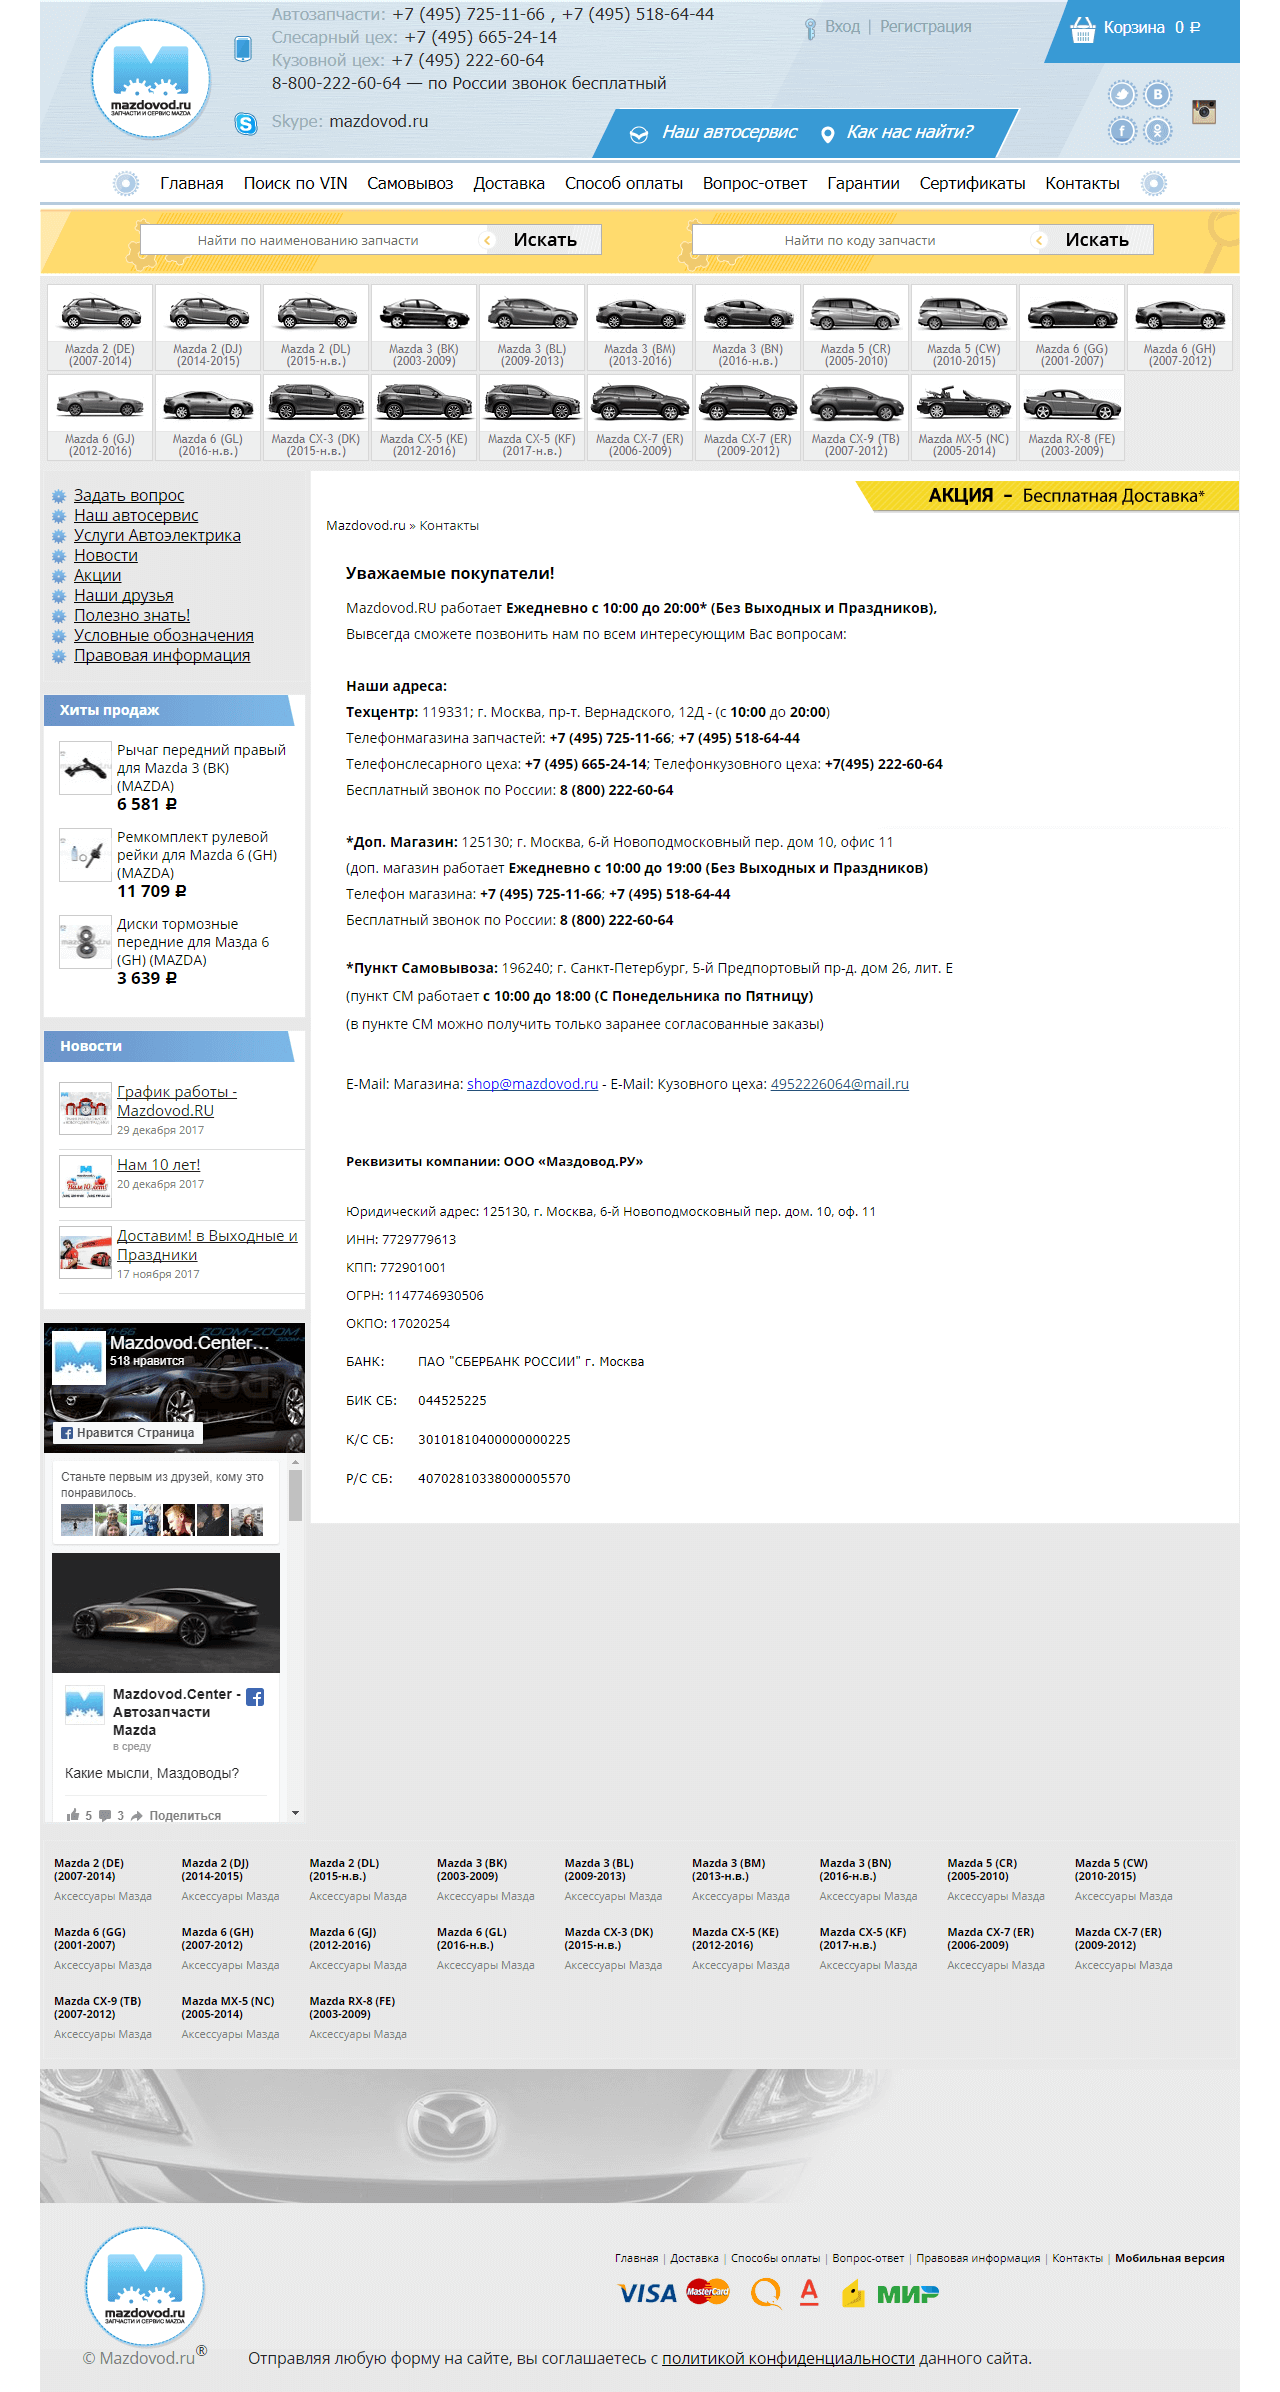 Автозапчасти: +7 (495) 725-11-66 , +7 (495) 518-64-44
Слесарный цех: +7 (495) 665-24-14
Кузовной цех: +7 (495) 222-60-64
8-800-222-60-64 — по России звонок бесплатный
Skype: mazdovod.ru
Вход | Регистрация
Корзина 0 ₽
mazdovod.ru
ЗАПЧАСТИ И СЕРВИС MAZDA
Наш автосервис Как нас найти?
Главная Поиск по VIN Самовывоз Доставка Способ оплаты Вопрос-ответ Гарантии Сертификаты Контакты
Найти по наименованию запчасти Искать Найти по коду запчасти Искать
Mazda 2 (DE) Mazda 2 (DJ) Mazda 2 (DL) Mazda 3 (BK) Mazda 3 (BL) Mazda 3 (BM) Mazda 3 (BN) Mazda 5 (CR) Mazda 5 (CW) Mazda 6 (GG) Mazda 6 (GH)
(2007-2014) (2014-2015) (2015-н.в.) (2003-2009) (2009-2013) (2013-2016) (2016-н.в.) (2005-2010) (2010-2015) (2001-2007) (2007-2012)
Mazda 6 (GJ) Mazda 6 (GL) Mazda CX-3 (DK) Mazda CX-5 (KE) Mazda CX-5 (KF) Mazda CX-7 (ER) Mazda CX-7 (ER) Mazda CX-9 (TB) Mazda MX-5 (NC) Mazda RX-8 (FE)
(2012-2016) (2016-н.в.) (2015-н.в.) (2012-2016) (2017-н.в.) (2006-2009) (2009-2012) (2007-2012) (2005-2014) (2003-2009)
Задать вопрос
Наш автосервис
Услуги Автоэлектрика
Новости
Акции
Наши друзья
Полезно знать!
Условные обозначения
Правовая информация
Хиты продаж
Рычаг передний правый
для Mazda 3 (BK)
(MAZDA)
6 581 ₽
Ремкомплект рулевой
рейки для Mazda 6 (GH)
(MAZDA)
11 709 ₽
Диски тормозные
передние для Мазда 6
(GH) (MAZDA)
3 639 ₽
Новости
График работы -
Mazdovod.RU
29 декабря 2017
Нам 10 лет!
20 декабря 2017
Доставим! в Выходные и
Праздники
17 ноября 2017
Mazdovod.Center...
518 нравится
Нравится Страница
Станьте первым из друзей, кому это
понравилось.
Mazdovod.Center -
Автозапчасти
Mazda
в среду
Какие мысли, Маздоводы?
5 3 Поделиться
АКЦИЯ – Бесплатная Доставка*
Mazdovod.ru » Контакты
Уважаемые покупатели!
Mazdovod.RU работает Ежедневно с 10:00 до 20:00* (Без Выходных и Праздников),
Вывсегда сможете позвонить нам по всем интересующим Вас вопросам:
Наши адреса:
Техцентр: 119331; г. Москва, пр-т. Вернадского, 12Д - (с 10:00 до 20:00)
Телефонмагазина запчастей: +7 (495) 725-11-66; +7 (495) 518-64-44
Телефонслесарного цеха: +7 (495) 665-24-14; Телефонкузовного цеха: +7(495) 222-60-64
Бесплатный звонок по России: 8 (800) 222-60-64
*Доп. Магазин: 125130; г. Москва, 6-й Новоподмосковный пер. дом 10, офис 11
(доп. магазин работает Ежедневно с 10:00 до 19:00 (Без Выходных и Праздников)
Телефон магазина: +7 (495) 725-11-66; +7 (495) 518-64-44
Бесплатный звонок по России: 8 (800) 222-60-64
*Пункт Самовывоза: 196240; г. Санкт-Петербург, 5-й Предпортовый пр-д. дом 26, лит. Е
(пункт СМ работает с 10:00 до 18:00 (С Понедельника по Пятницу)
(в пункте СМ можно получить только заранее согласованные заказы)
E-Mail: Магазина: shop@mazdovod.ru - E-Mail: Кузовного цеха: 4952226064@mail.ru
Реквизиты компании: ООО «Маздовод.РУ»
Юридический адрес: 125130, г. Москва, 6-й Новоподмосковный пер. дом. 10, оф. 11
ИНН: 7729779613
КПП: 772901001
ОГРН: 1147746930506
ОКПО: 17020254
БАНК: ПАО "СБЕРБАНК РОССИИ" г. Москва
БИК СБ: 044525225
К/С СБ: 30101810400000000225
Р/С СБ: 40702810338000005570
Mazda 2 (DE) Mazda 2 (DJ) Mazda 2 (DL) Mazda 3 (BK) Mazda 3 (BL) Mazda 3 (BM) Mazda 3 (BN) Mazda 5 (CR) Mazda 5 (CW)
(2007-2014) (2014-2015) (2015-н.в.) (2003-2009) (2009-2013) (2013-н.в.) (2016-н.в.) (2005-2010) (2010-2015)
Аксессуары Мазда Аксессуары Мазда Аксессуары Мазда Аксессуары Мазда Аксессуары Мазда Аксессуары Мазда Аксессуары Мазда Аксессуары Мазда Аксессуары Мазда
Mazda 6 (GG) Mazda 6 (GH) Mazda 6 (GJ) Mazda 6 (GL) Mazda CX-3 (DK) Mazda CX-5 (KE) Mazda CX-5 (KF) Mazda CX-7 (ER) Mazda CX-7 (ER)
(2001-2007) (2007-2012) (2012-2016) (2016-н.в.) (2015-н.в.) (2012-2016) (2017-н.в.) (2006-2009) (2009-2012)
Аксессуары Мазда Аксессуары Мазда Аксессуары Мазда Аксессуары Мазда Аксессуары Мазда Аксессуары Мазда Аксессуары Мазда Аксессуары Мазда Аксессуары Мазда
Mazda CX-9 (TB) Mazda MX-5 (NC) Mazda RX-8 (FE)
(2007-2012) (2005-2014) (2003-2009)
Аксессуары Мазда Аксессуары Мазда Аксессуары Мазда
mazdovod.ru
ЗАПЧАСТИ И СЕРВИС MAZDA
Главная | Доставка | Способы оплаты | Вопрос-ответ | Правовая информация | Контакты | Мобильная версия
VISA MasterCard МИР
© Mazdovod.ru® Отправляя любую форму на сайте, вы соглашаетесь с политикой конфиденциальности данного сайта.